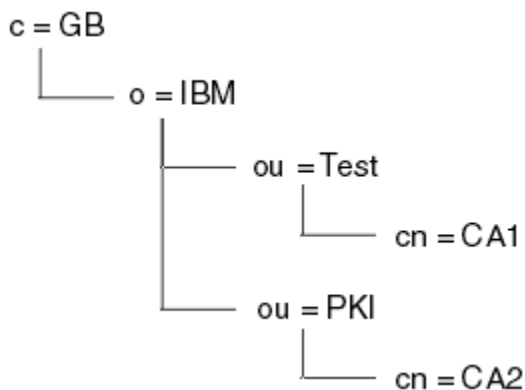 c = GB
o = IBM
ou = Test
cn = CA1
ou = PKI
cn = CA2